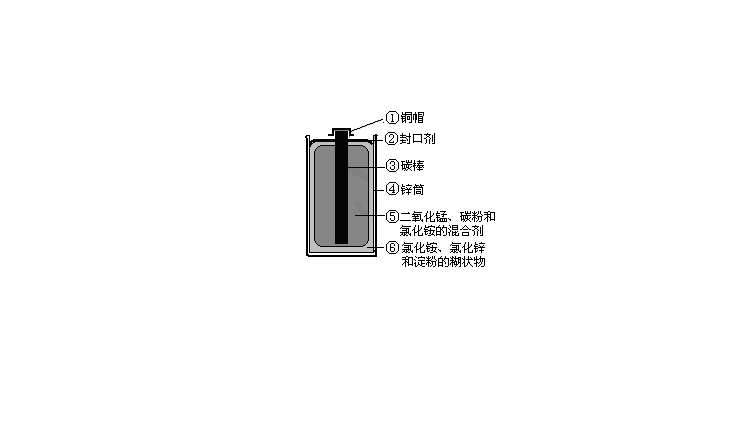 ①铜帽
②封口剂
③碳棒
④锌筒
⑤二氧化锰、碳粉和
氯化铵的混合剂
⑥氯化铵、氯化锌
和淀粉的糊状物